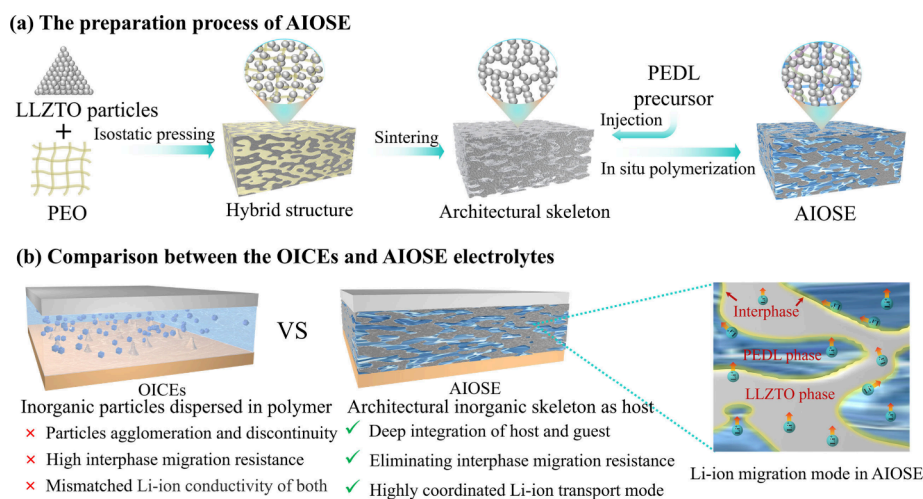 (a) The preparation process of AIOSE
LLZTO particles
+
PEO
Isostatic pressing
Hybrid structure
Sintering
Architectural skeleton
PEDL
precursor
Injection
In situ polymerization
AIOSE
(b) Comparison between the OICEs and AIOSE electrolytes
VS
OICEs
Inorganic particles dispersed in polymer
× Particles agglomeration and discontinuity
× High interphase migration resistance
× Mismatched Li-ion conductivity of both
AIOSE
Architectural inorganic skeleton as host
✓ Deep integration of host and guest
✓ Eliminating interphase migration resistance
✓ Highly coordinated Li-ion transport mode
Interphase
PEDL phase
LLZTO phase
Li-ion migration mode in AIOSE